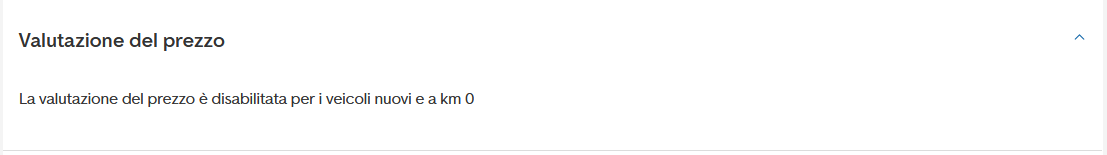 Valutazione del prezzo
La valutazione del prezzo è disabilitata per i veicoli nuovi e a km 0